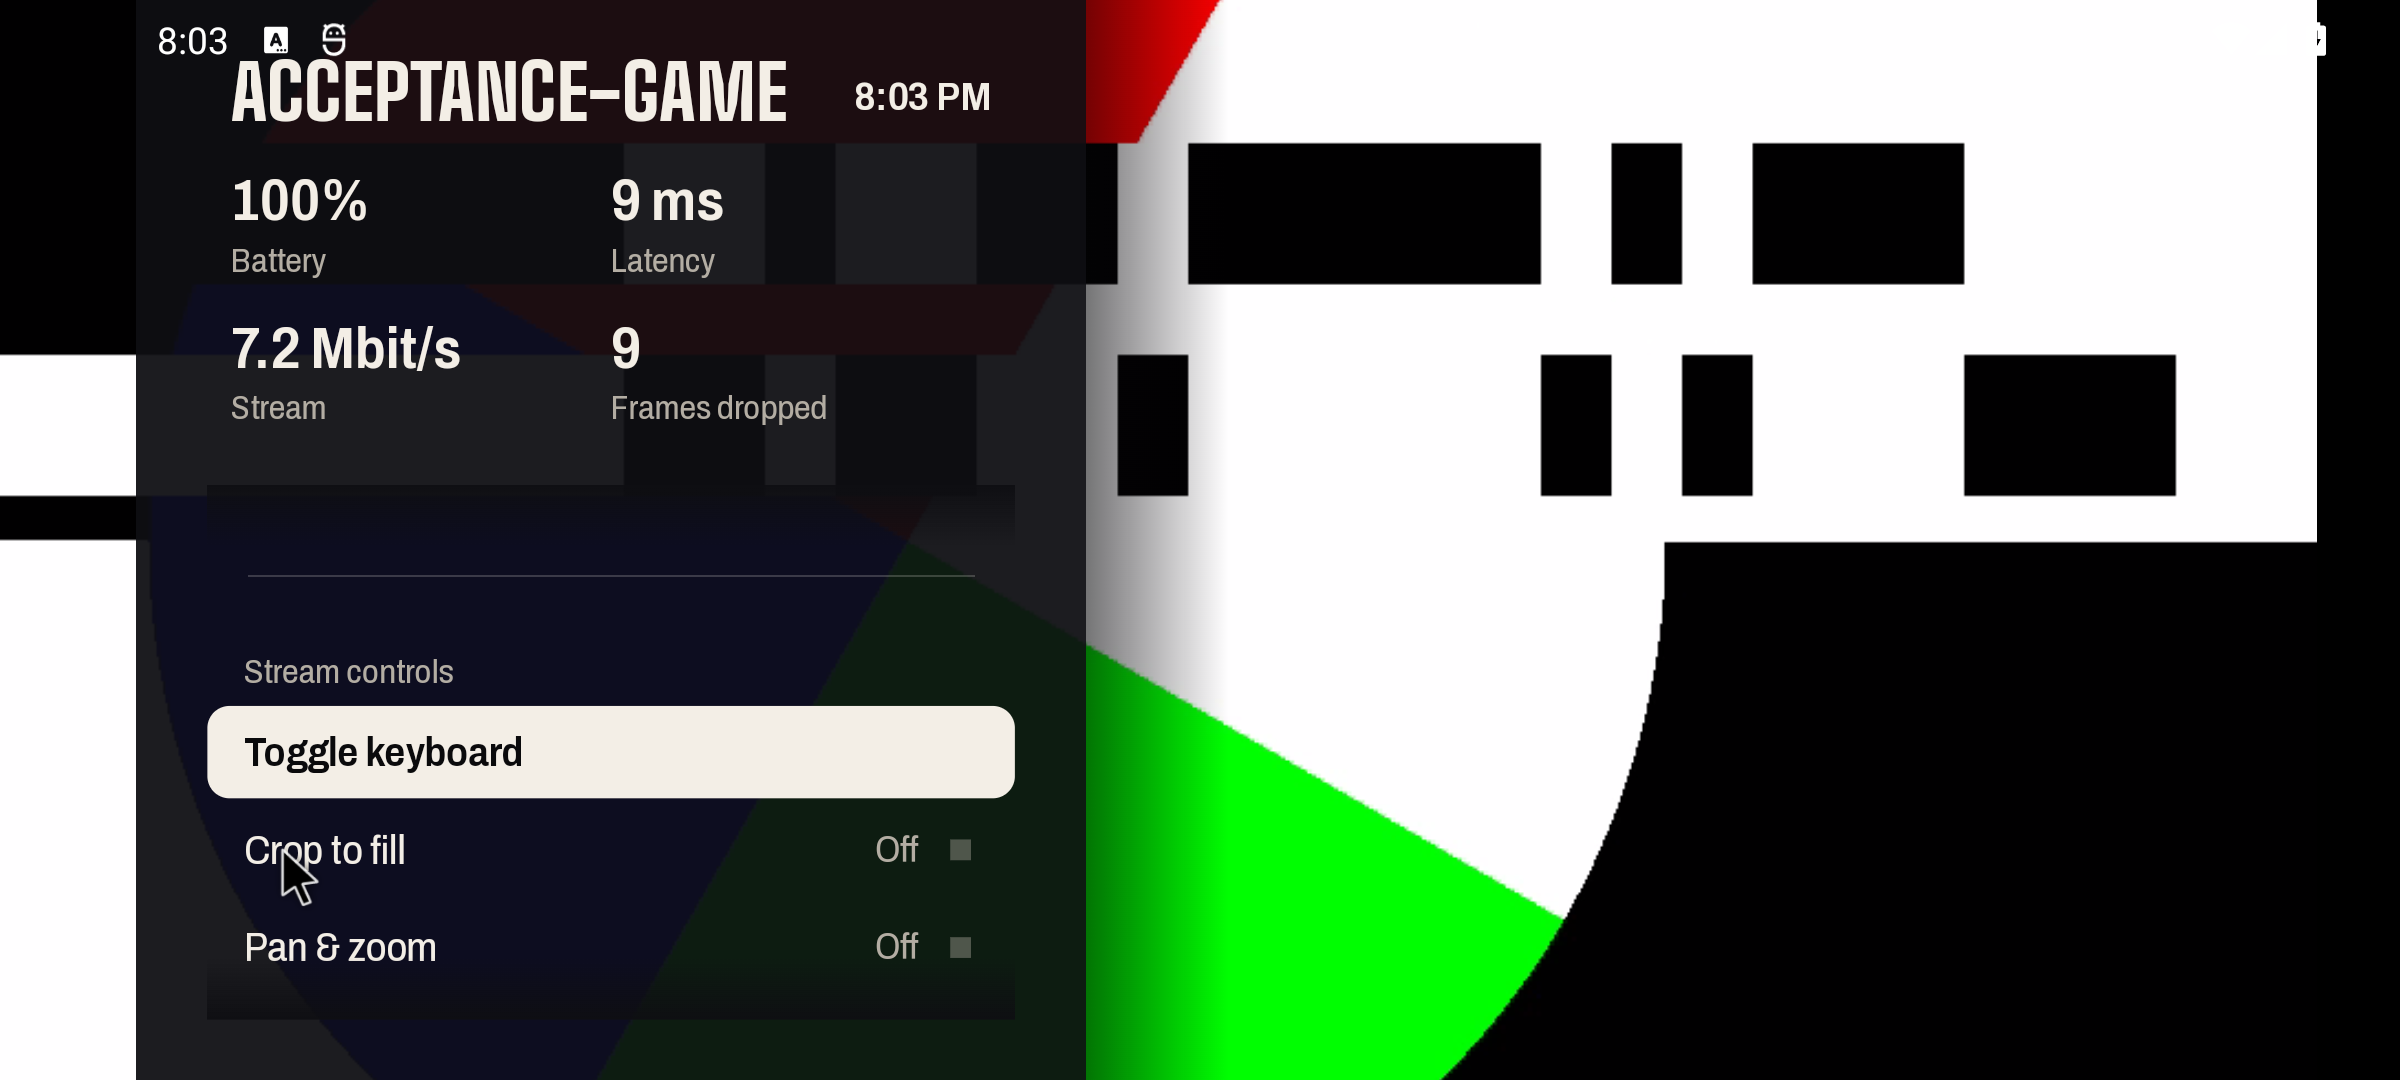 8:03
ACCEPTANCE-GAME 8:03 PM
100% 9 ms
Battery Latency
7.2 Mbit/s 9
Stream Frames dropped
Stream controls
Toggle keyboard
Crop to fill Off
Pan & zoom Off